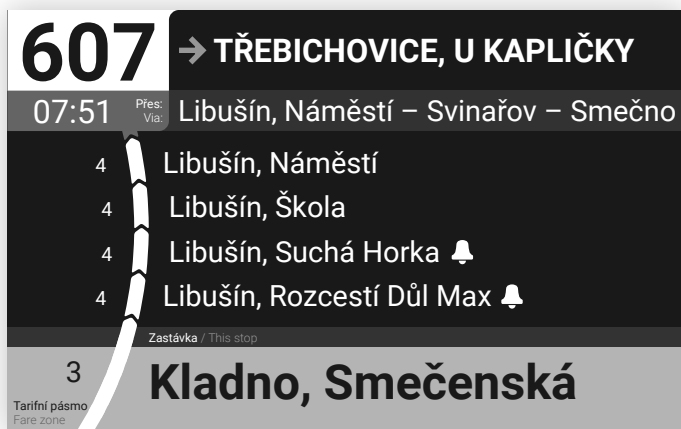 607
→ TŘEBICHOVICE, U KAPLIČKY
07:51
Přes:
Via:
Libušín, Náměstí – Svinařov – Smečno
4 Libušín, Náměstí
4 Libušín, Škola
4 Libušín, Suchá Horka
4 Libušín, Rozcestí Důl Max
Zastávka / This stop
3 Kladno, Smečenská
Tarifní pásmo
Fare zone